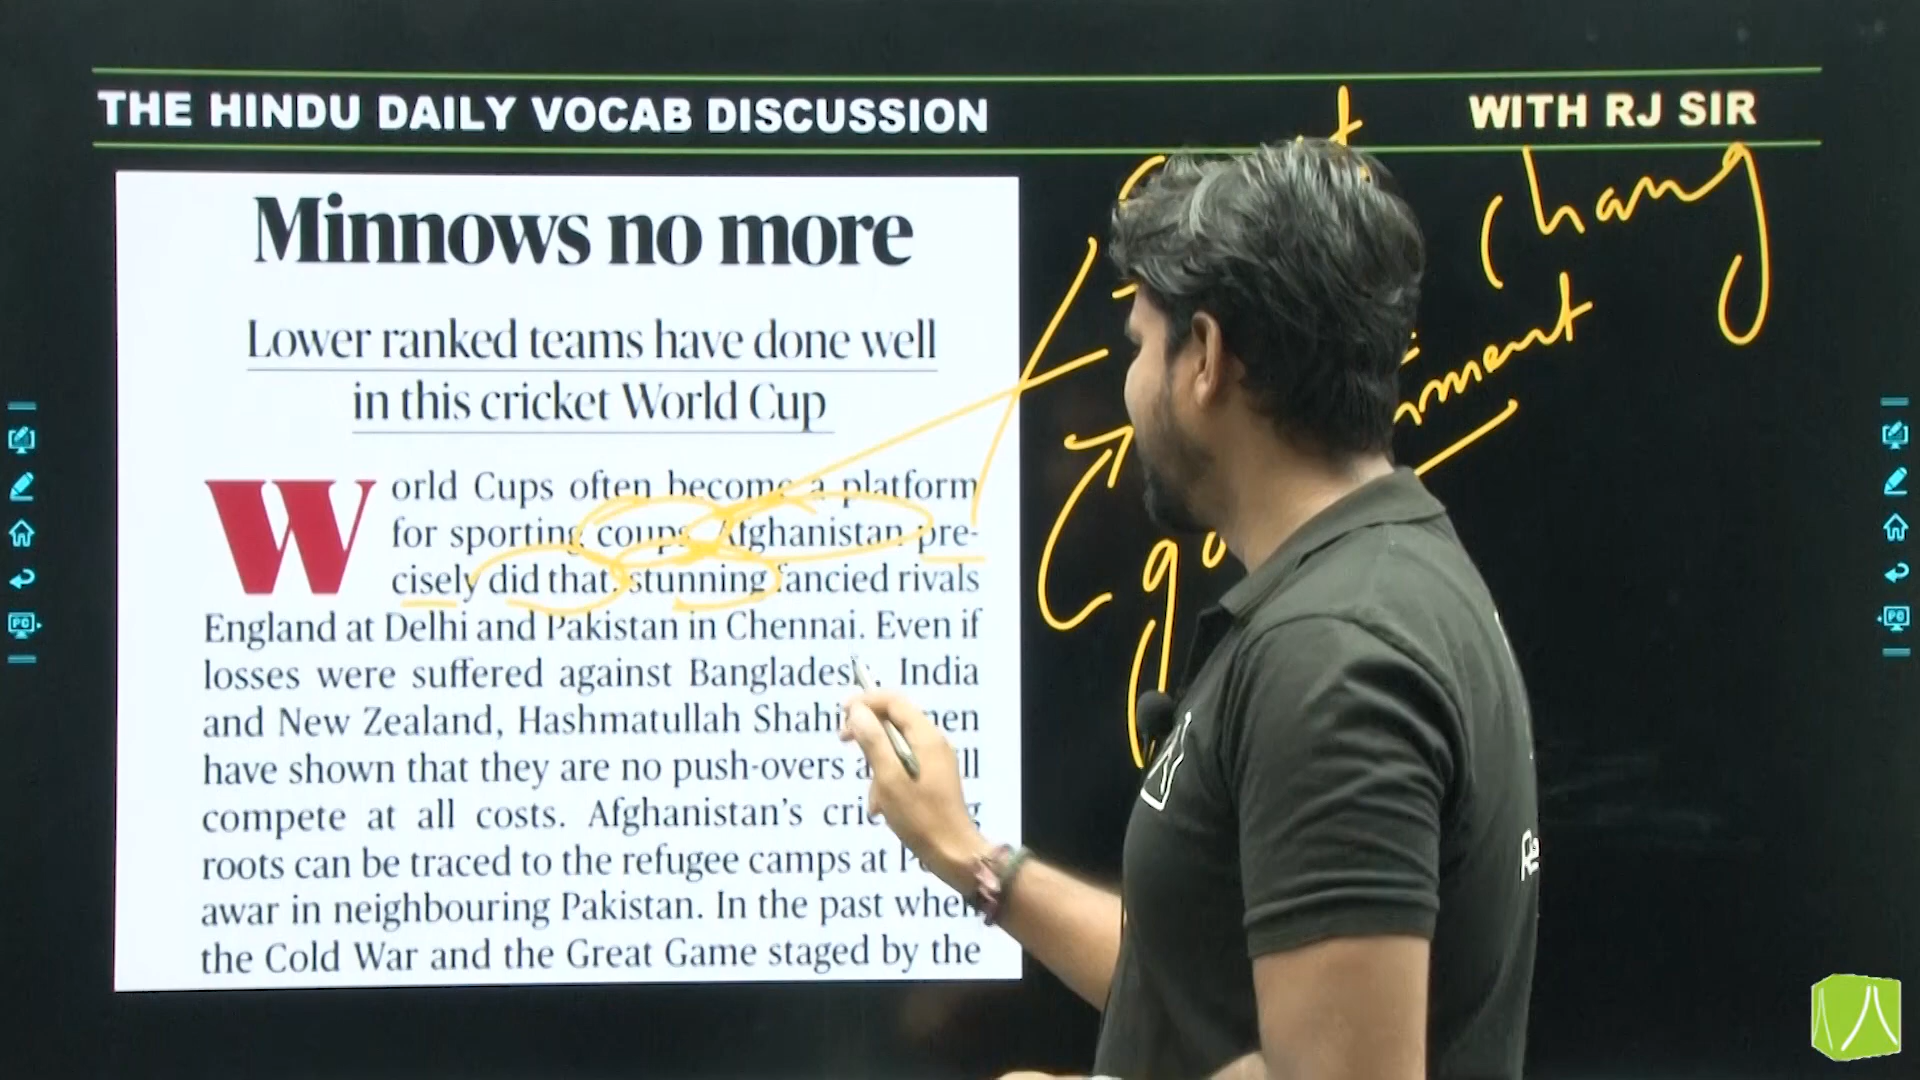 THE HINDU DAILY VOCAB DISCUSSION
WITH RJ SIR
Minnows no more
Lower ranked teams have done well
in this cricket World Cup
World Cups often become a platform
for sporting coups. Afghanistan pre-
cisely did that, stunning fancied rivals
England at Delhi and Pakistan in Chennai. Even if
losses were suffered against Bangladesh, India
and New Zealand, Hashmatullah
have shown that they are no push-overs
compete at all costs. Afghanistan's
roots can be traced to the refugee camps at
awar in neighbouring Pakistan. In the past when
the Cold War and the Great Game staged by the
chang
PC
PC